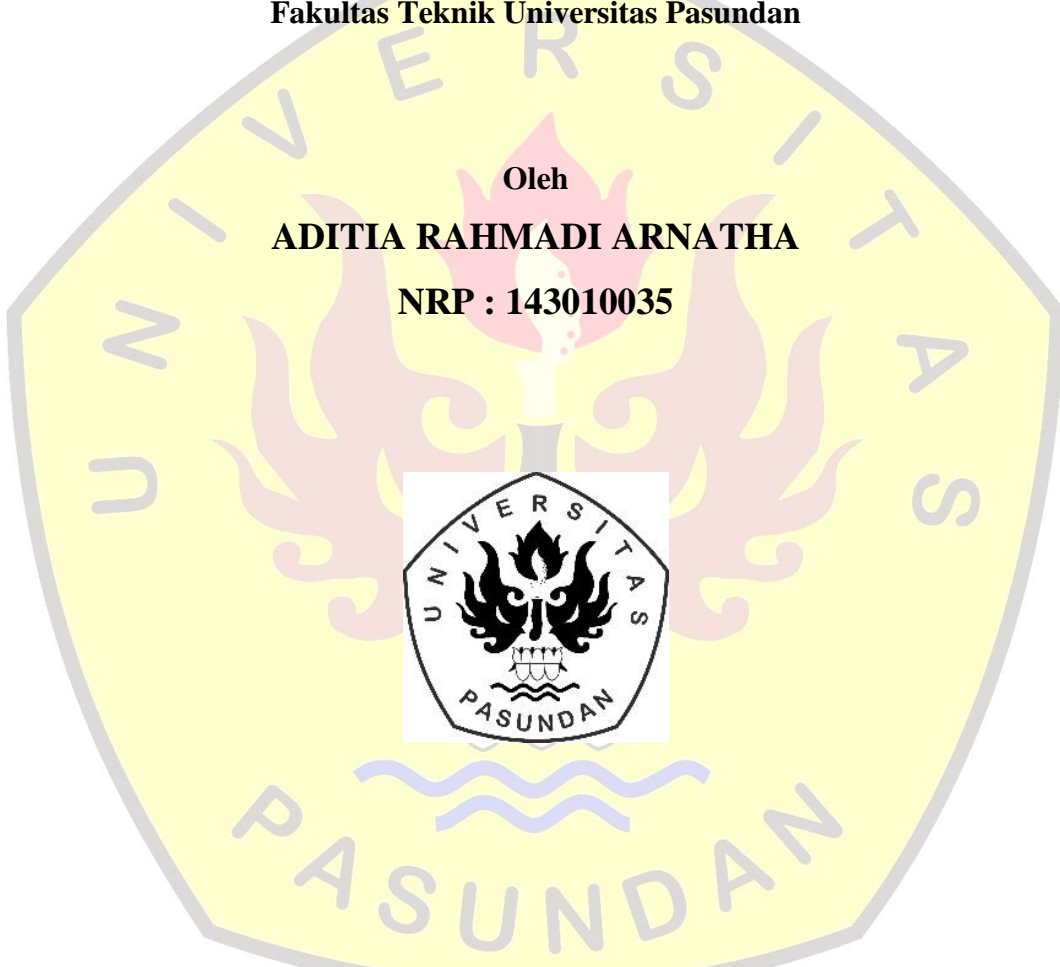 Fakultas Teknik Universitas Pasundan
Oleh
ADITIA RAHMADI ARNATHA
NRP : 143010035
UNIVERSITAS
PASUNDAN
UNIVERSITAS
PASUNDAN